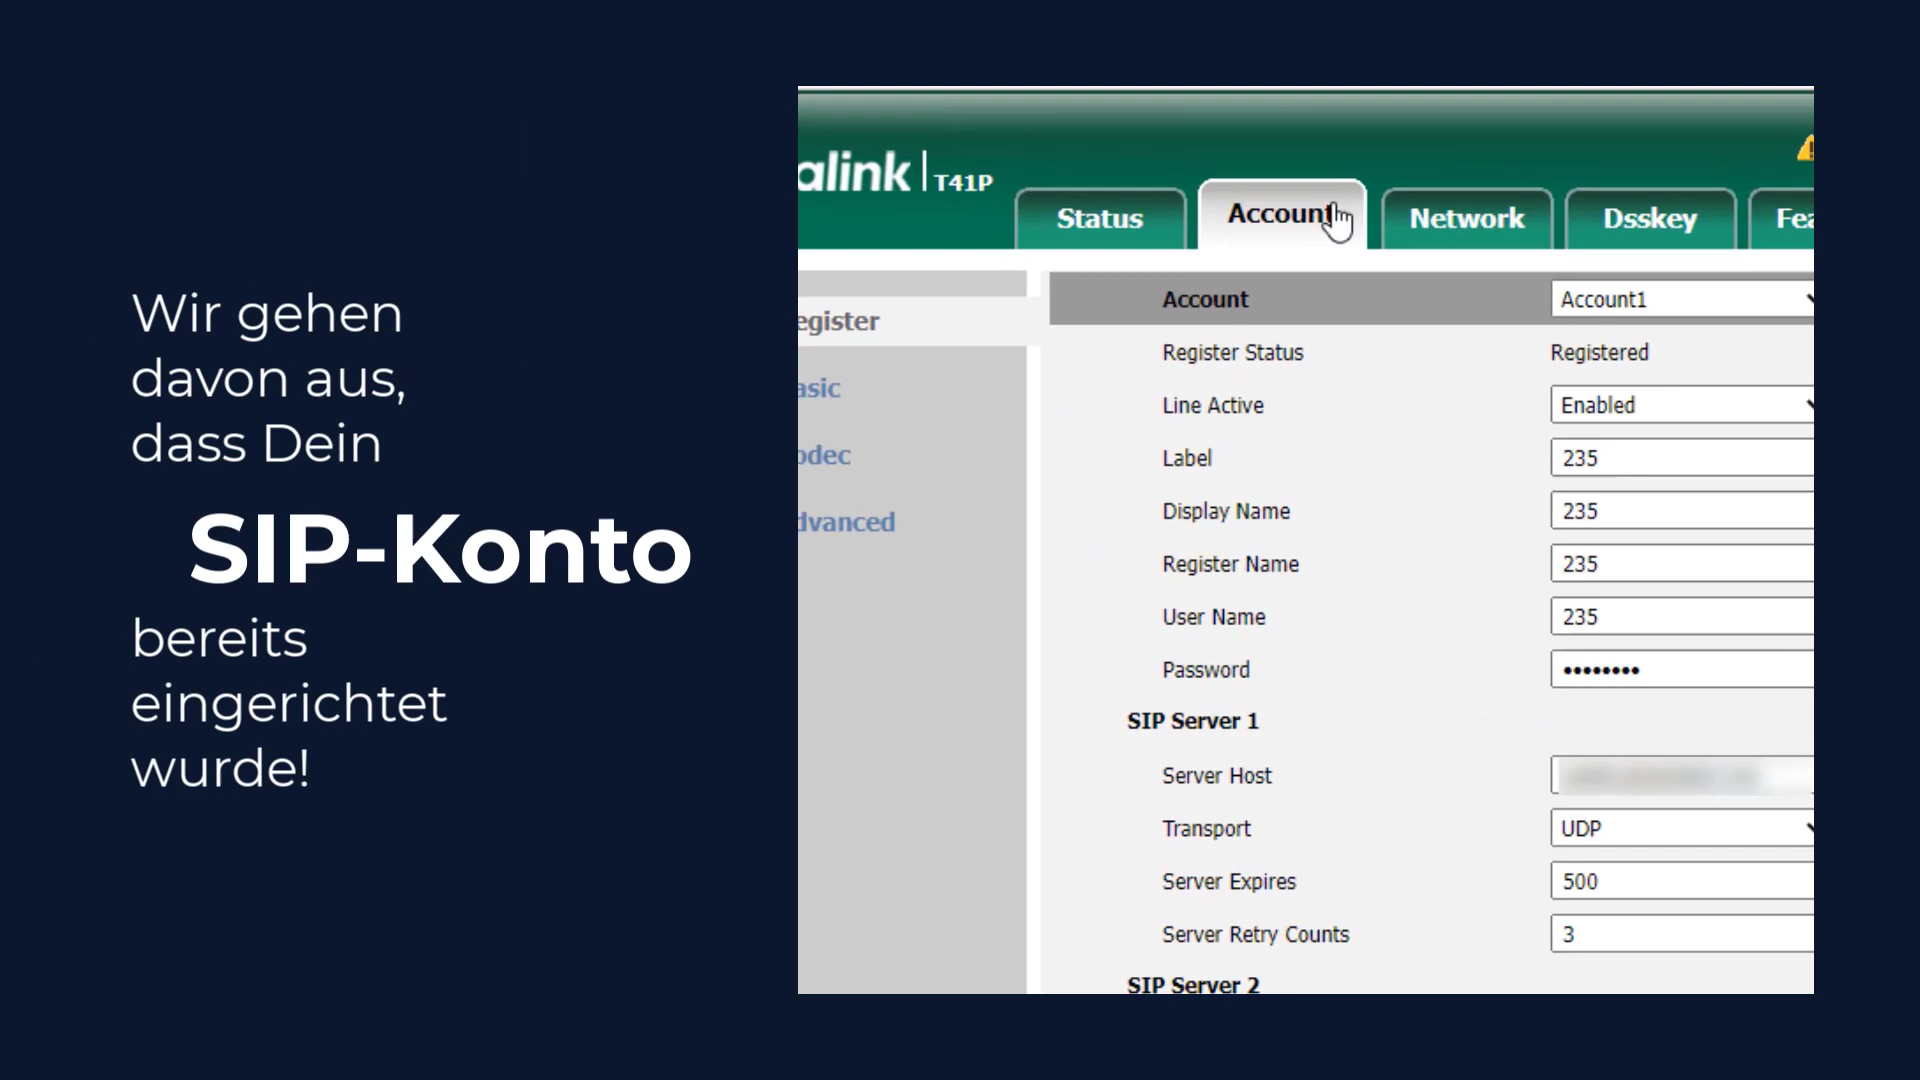 Wir gehen
davon aus,
dass Dein
SIP-Konto
bereits
eingerichtet
wurde!
alink | T41P
Status
Account
Network
Dsskey
Fea
egister
asic
odec
dvanced
Account Account1
Register Status Registered
Line Active Enabled
Label 235
Display Name 235
Register Name 235
User Name 235
Password ••••••••
SIP Server 1
Server Host
Transport UDP
Server Expires 500
Server Retry Counts 3
SIP Server 2